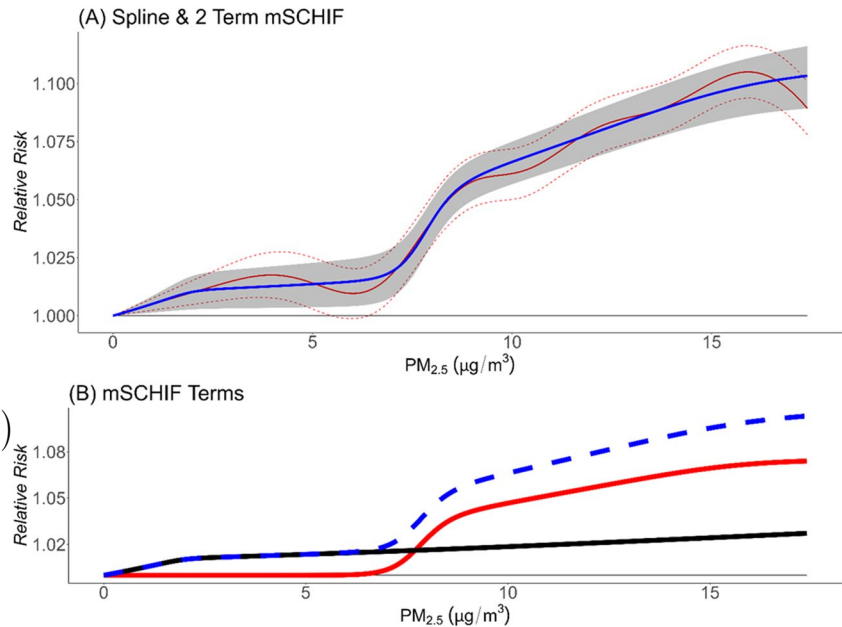 (A) Spline & 2 Term mSCHIF
Relative Risk
1.100
1.075
1.050
1.025
1.000
0 5 10 15
PM2.5 (µg/m³)
(B) mSCHIF Terms
)
Relative Risk
1.08
1.05
1.02
0 5 10 15
PM2.5 (µg/m³)